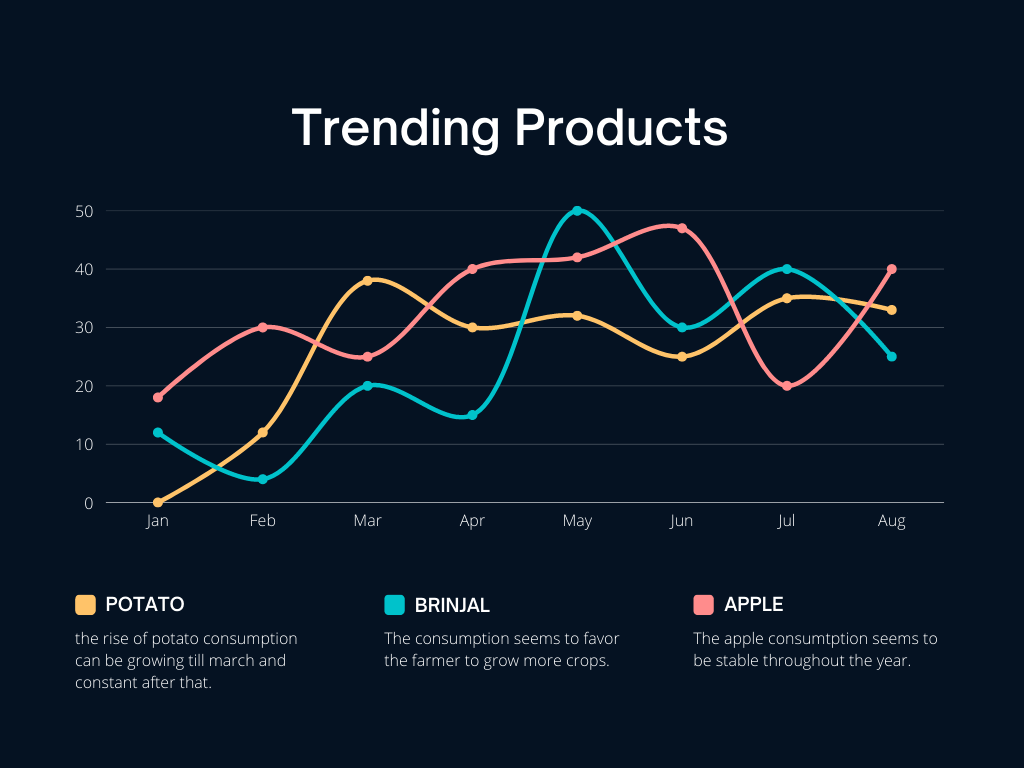 Trending Products
50
40
30
20
10
0
Jan Feb Mar Apr May Jun Jul Aug
POTATO
the rise of potato consumption
can be growing till march and
constant after that.
BRINJAL
The consumption seems to favor
the farmer to grow more crops.
APPLE
The apple consumtption seems to
be stable throughout the year.